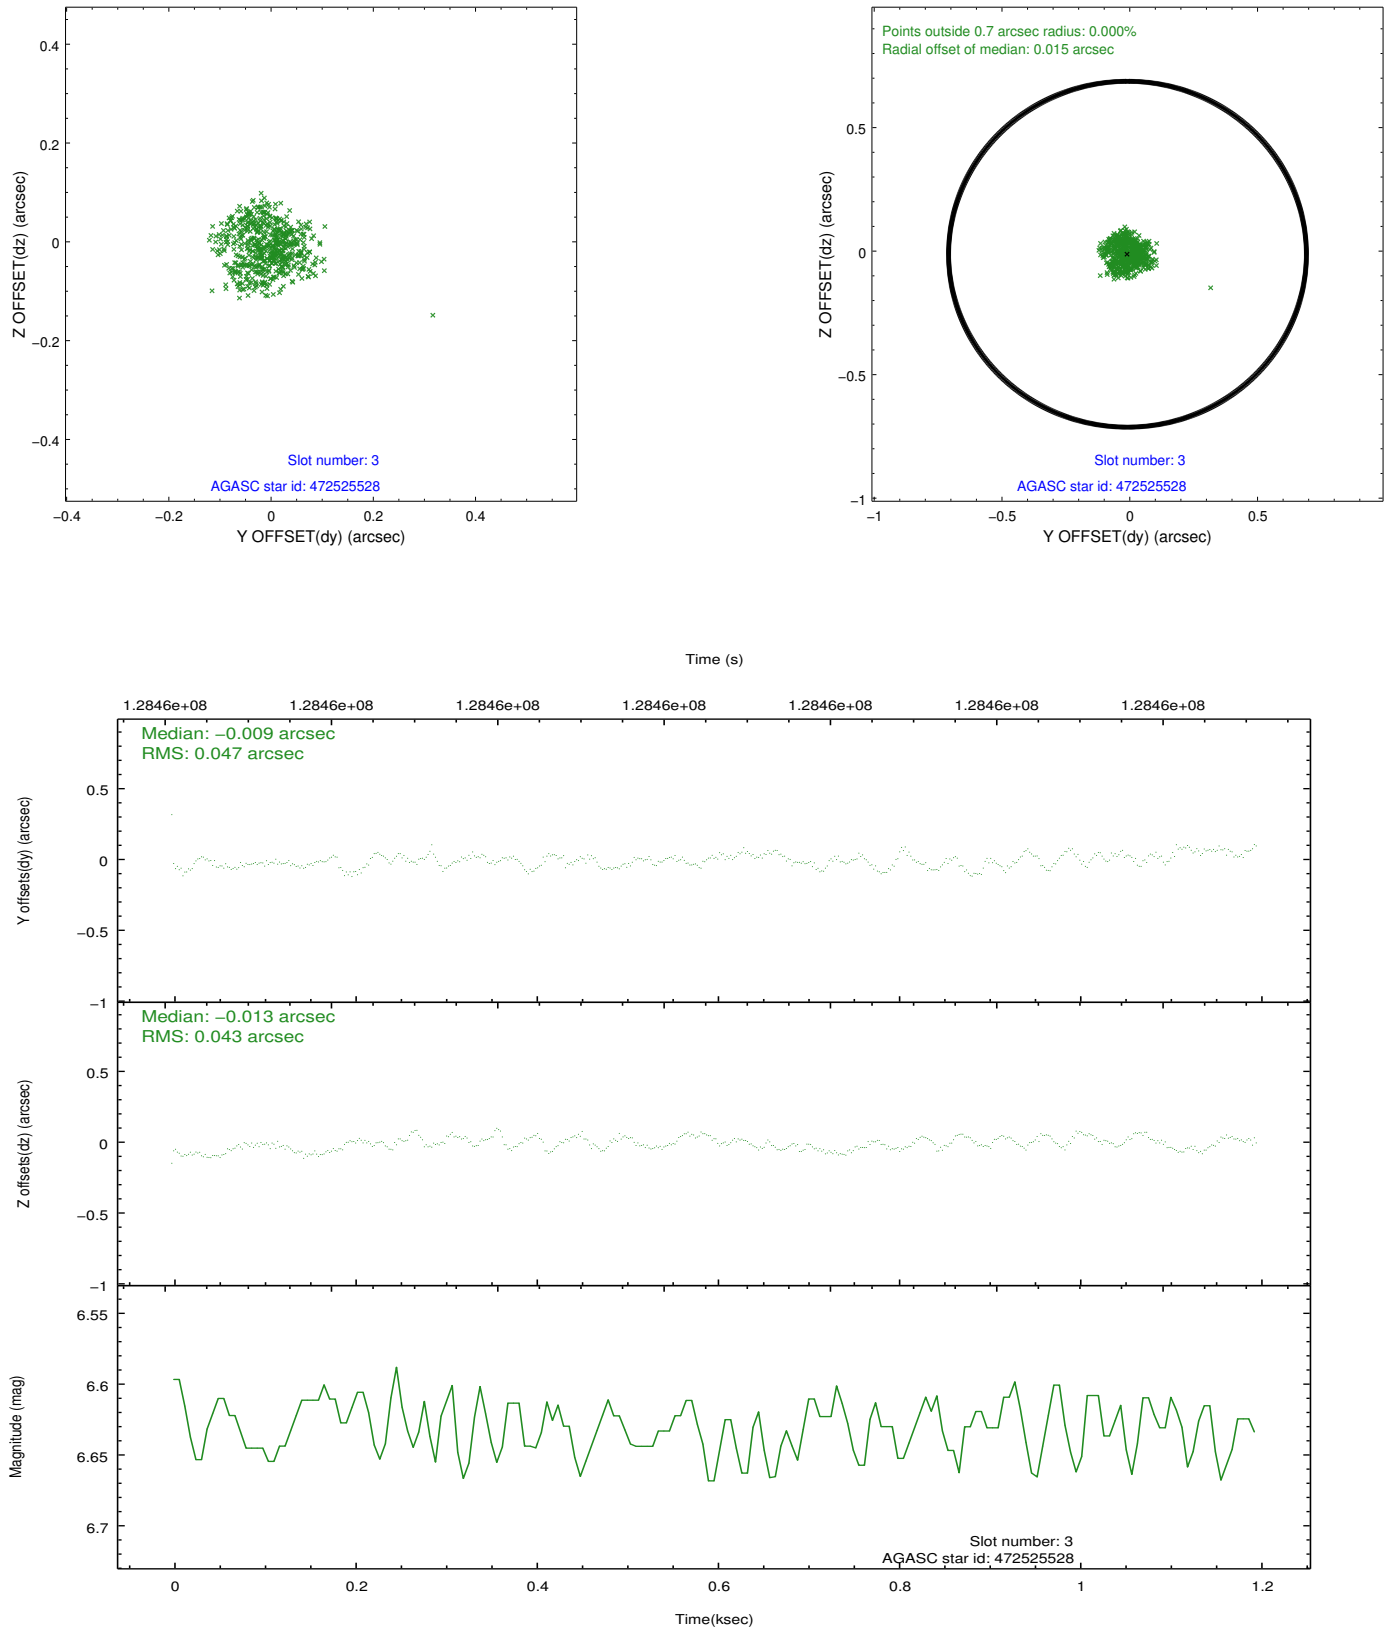 0.4
0.2
0
−0.2
−0.4
Z OFFSET(dz) (arcsec)
Slot number: 3
AGASC star id: 472525528
−0.4 −0.2 0 0.2 0.4
Y OFFSET(dy) (arcsec)
Points outside 0.7 arcsec radius: 0.000%
Radial offset of median: 0.015 arcsec
0.5
0
−0.5
−1
Z OFFSET(dz) (arcsec)
Slot number: 3
AGASC star id: 472525528
−1 −0.5 0 0.5
Y OFFSET(dy) (arcsec)
Time (s)
1.2846e+08 1.2846e+08 1.2846e+08 1.2846e+08 1.2846e+08 1.2846e+08 1.2846e+08
Median: −0.009 arcsec
RMS: 0.047 arcsec
0.5
0
−0.5
−1
Y offsets(dy) (arcsec)
Median: −0.013 arcsec
RMS: 0.043 arcsec
0.5
0
−0.5
−1
Z offsets(dz) (arcsec)
6.55
6.6
6.65
6.7
Magnitude (mag)
Slot number: 3
AGASC star id: 472525528
0 0.2 0.4 0.6 0.8 1 1.2
Time(ksec)